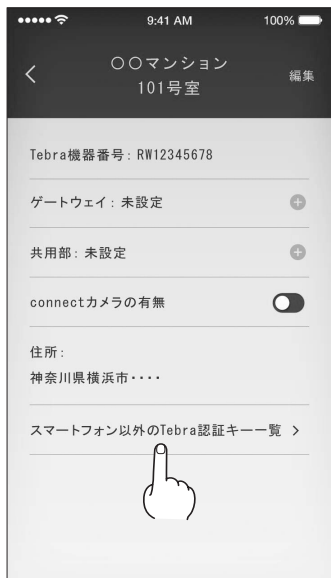 9:41 AM 100%
〇〇マンション
101号室
編集
Tebra機器番号: RW12345678
ゲートウェイ: 未設定
共用部: 未設定
connectカメラの有無
住所:
神奈川県横浜市・・・・
スマートフォン以外のTebra認証キー一覧 >